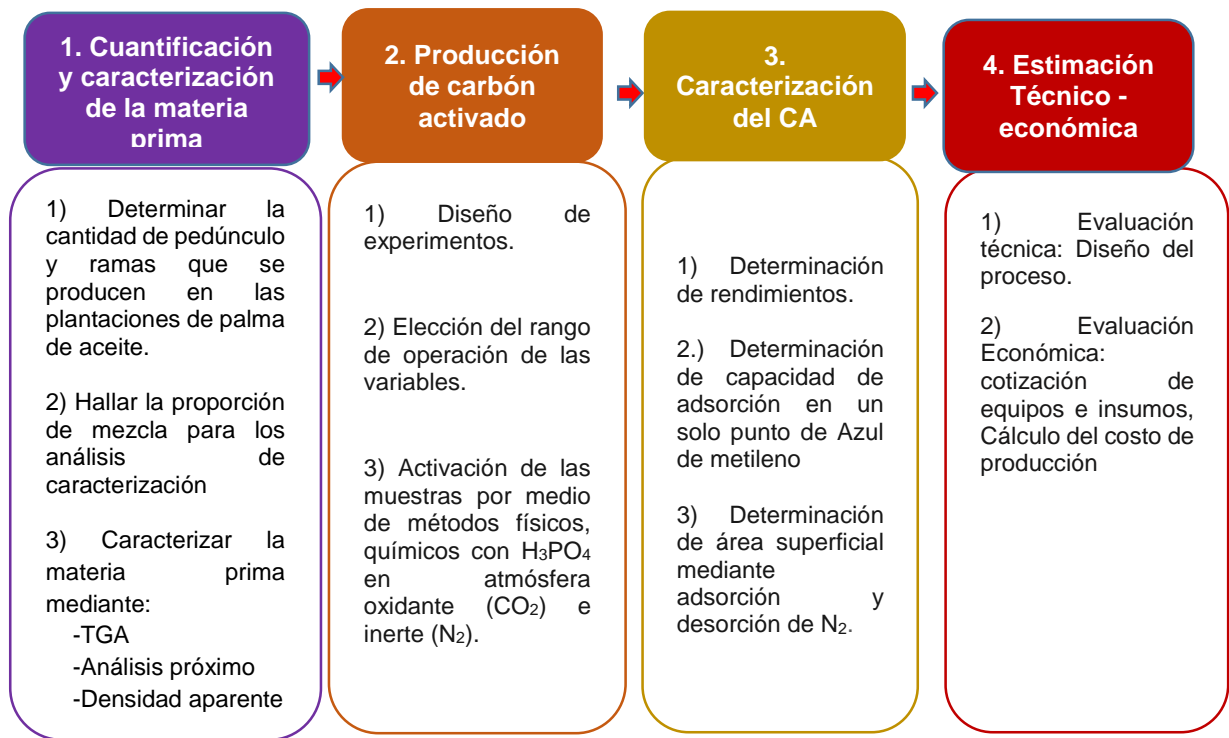 1. Cuantificación
y caracterización
de la materia
prima
1) Determinar la
cantidad de pedúnculo
y ramas que se
producen en las
plantaciones de palma
de aceite.
2) Hallar la proporción
de mezcla para los
análisis de
caracterización
3) Caracterizar la
materia prima
mediante:
-TGA
-Análisis próximo
-Densidad aparente
2. Producción
de carbón
activado
1) Diseño de
experimentos.
2) Elección del rango
de operación de las
variables.
3) Activación de las
muestras por medio
de métodos físicos,
químicos con H₃PO₄
en atmósfera
oxidante (CO₂) e
inerte (N₂).
3.
Caracterización
del CA
1) Determinación
de rendimientos.
2.) Determinación
de capacidad de
adsorción en un
solo punto de Azul
de metileno
3) Determinación
de área superficial
mediante
adsorción y
desorción de N₂.
4. Estimación
Técnico -
económica
1) Evaluación
técnica: Diseño del
proceso.
2) Evaluación
Económica:
cotización de
equipos e insumos,
Cálculo del costo de
producción